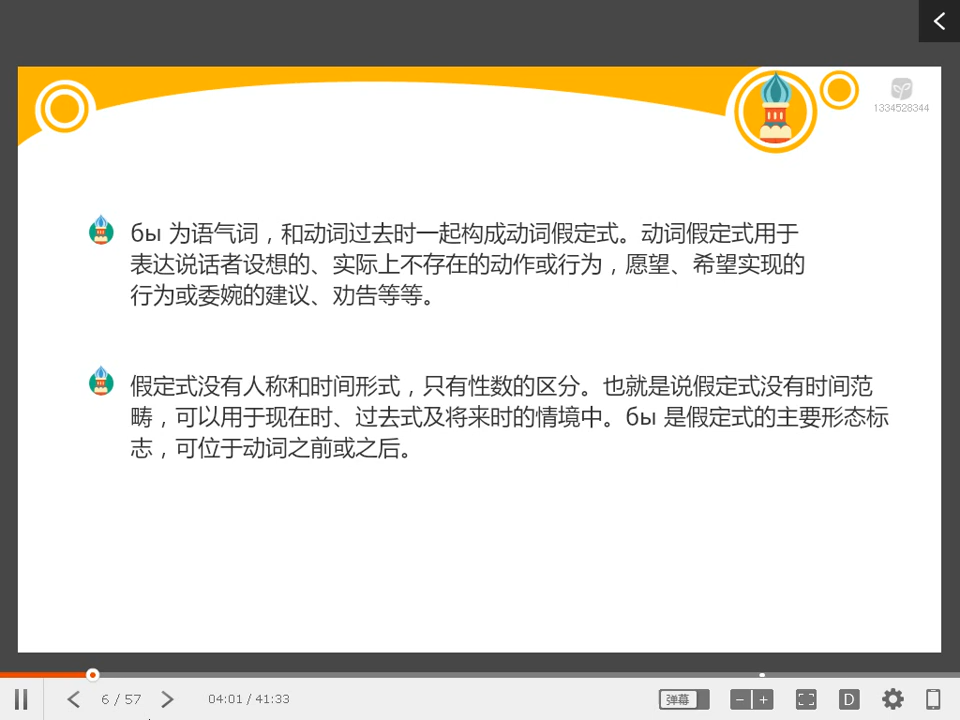 1334528344
бы 为语气词，和动词过去时一起构成动词假定式。动词假定式用于
表达说话者设想的、实际上不存在的动作或行为，愿望、希望实现的
行为或委婉的建议、劝告等等。
假定式没有人称和时间形式，只有性数的区分。也就是说假定式没有时间范
畴，可以用于现在时、过去式及将来时的情境中。бы 是假定式的主要形态标
志，可位于动词之前或之后。
6 / 57
04:01 / 41:33
弹幕
D